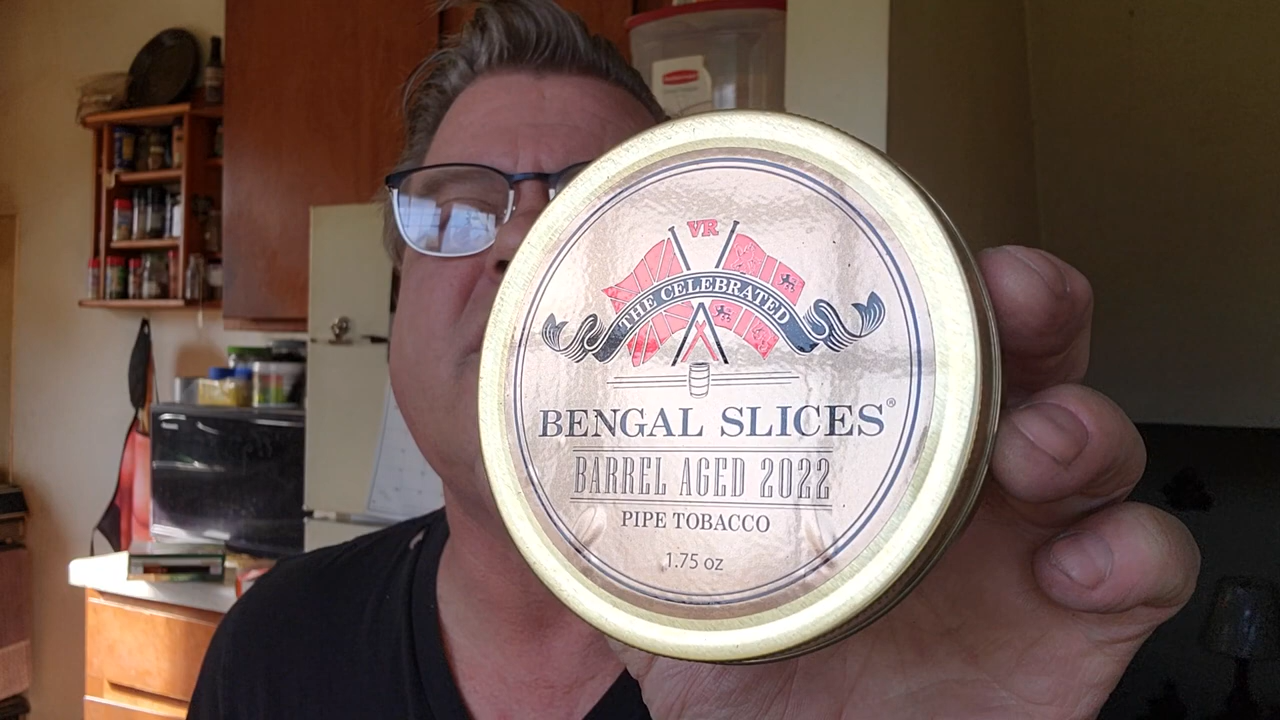 VR
THE CELEBRATED
BENGAL SLICES®
BARREL AGED 2022
PIPE TOBACCO
1.75 oz